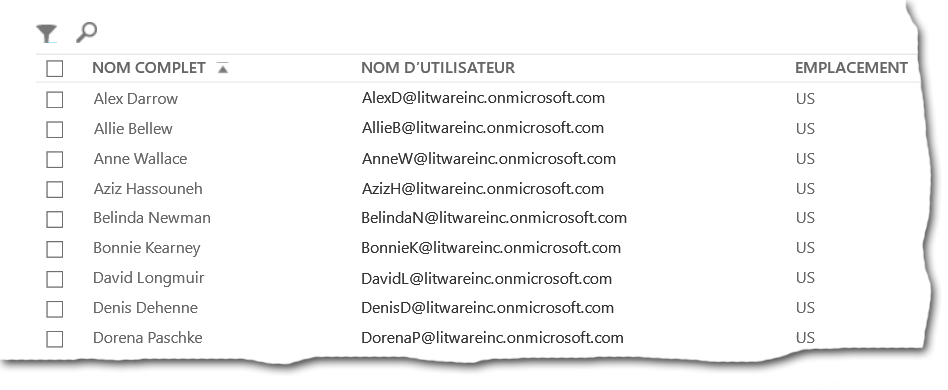 NOM COMPLET NOM D'UTILISATEUR EMPLACEMENT
Alex Darrow AlexD@litwareinc.onmicrosoft.com US
Allie Bellew AllieB@litwareinc.onmicrosoft.com US
Anne Wallace AnneW@litwareinc.onmicrosoft.com US
Aziz Hassouneh AzizH@litwareinc.onmicrosoft.com US
Belinda Newman BelindaN@litwareinc.onmicrosoft.com US
Bonnie Kearney BonnieK@litwareinc.onmicrosoft.com US
David Longmuir DavidL@litwareinc.onmicrosoft.com US
Denis Dehenne DenisD@litwareinc.onmicrosoft.com US
Dorena Paschke DorenaP@litwareinc.onmicrosoft.com US